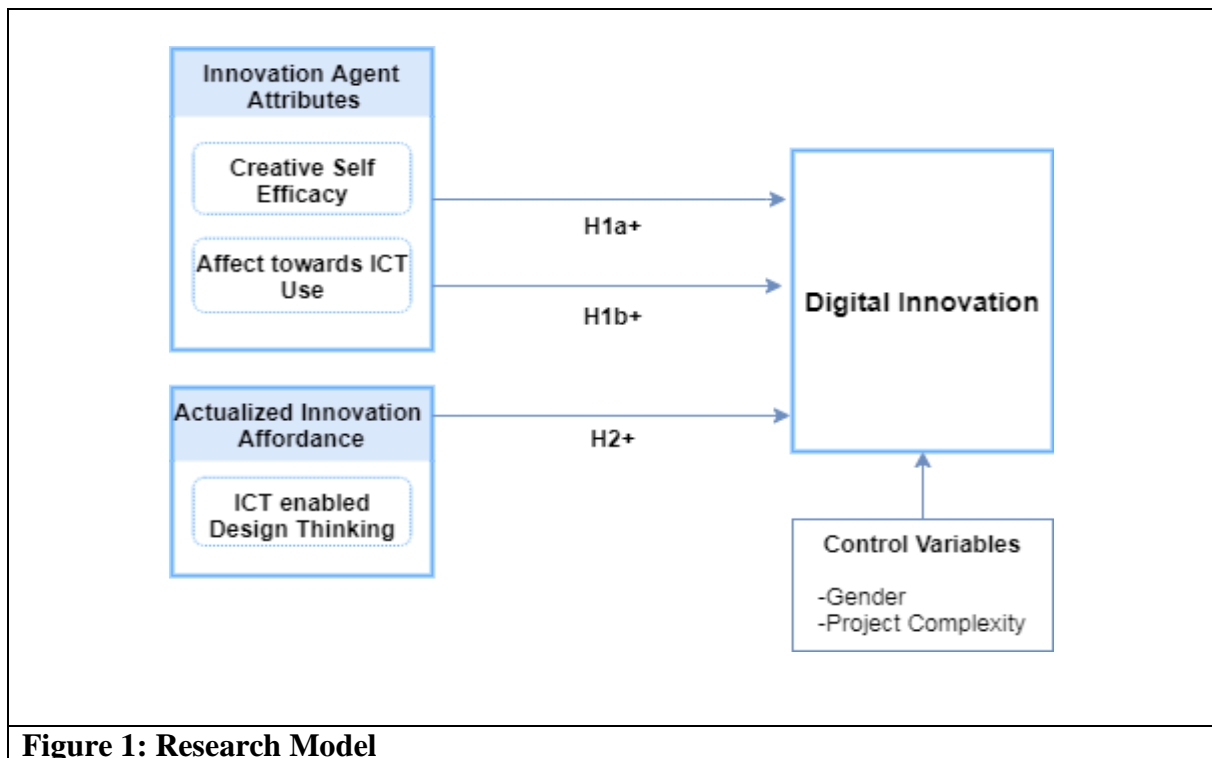 Innovation Agent
Attributes
Creative Self
Efficacy
Affect towards ICT
Use
H1a+
H1b+
Digital Innovation
Actualized Innovation
Affordance
ICT enabled
Design Thinking
H2+
Control Variables
-Gender
-Project Complexity
Figure 1: Research Model